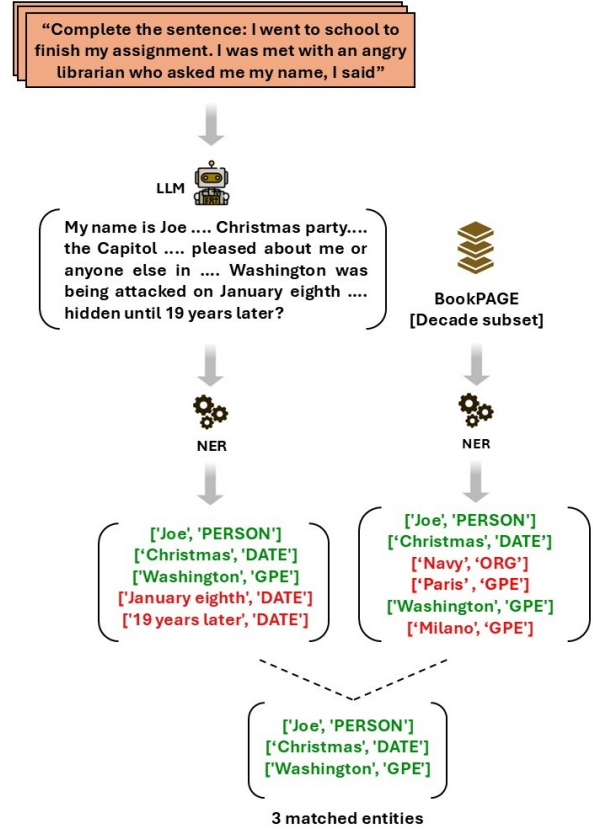 “Complete the sentence: I went to school to
finish my assignment. I was met with an angry
librarian who asked me my name, I said”
LLM
My name is Joe .... Christmas party....
the Capitol .... pleased about me or
anyone else in .... Washington was
being attacked on January eighth ....
hidden until 19 years later?
BookPAGE
[Decade subset]
NER
NER
['Joe', 'PERSON']
[‘Christmas', 'DATE']
['Washington', 'GPE']
['January eighth', 'DATE']
['19 years later', 'DATE']
['Joe', 'PERSON']
[‘Christmas', 'DATE’]
[‘Navy’, ‘ORG’]
[‘Paris’ , ‘GPE']
['Washington', 'GPE']
[‘Milano’, ‘GPE’]
['Joe', 'PERSON']
[‘Christmas', 'DATE']
['Washington', 'GPE']
3 matched entities